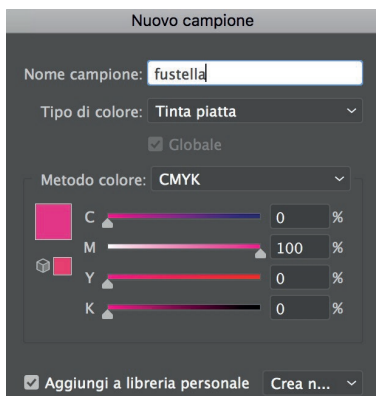 Nuovo campione
Nome campione: fustella
Tipo di colore: Tinta piatta
Globale
Metodo colore: CMYK
C 0 %
M 100 %
Y 0 %
K 0 %
Aggiungi a libreria personale Crea n...